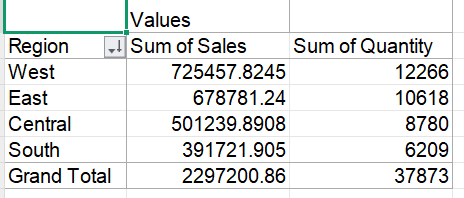 Values
Region Sum of Sales Sum of Quantity
West 725457.8245 12266
East 678781.24 10618
Central 501239.8908 8780
South 391721.905 6209
Grand Total 2297200.86 37873